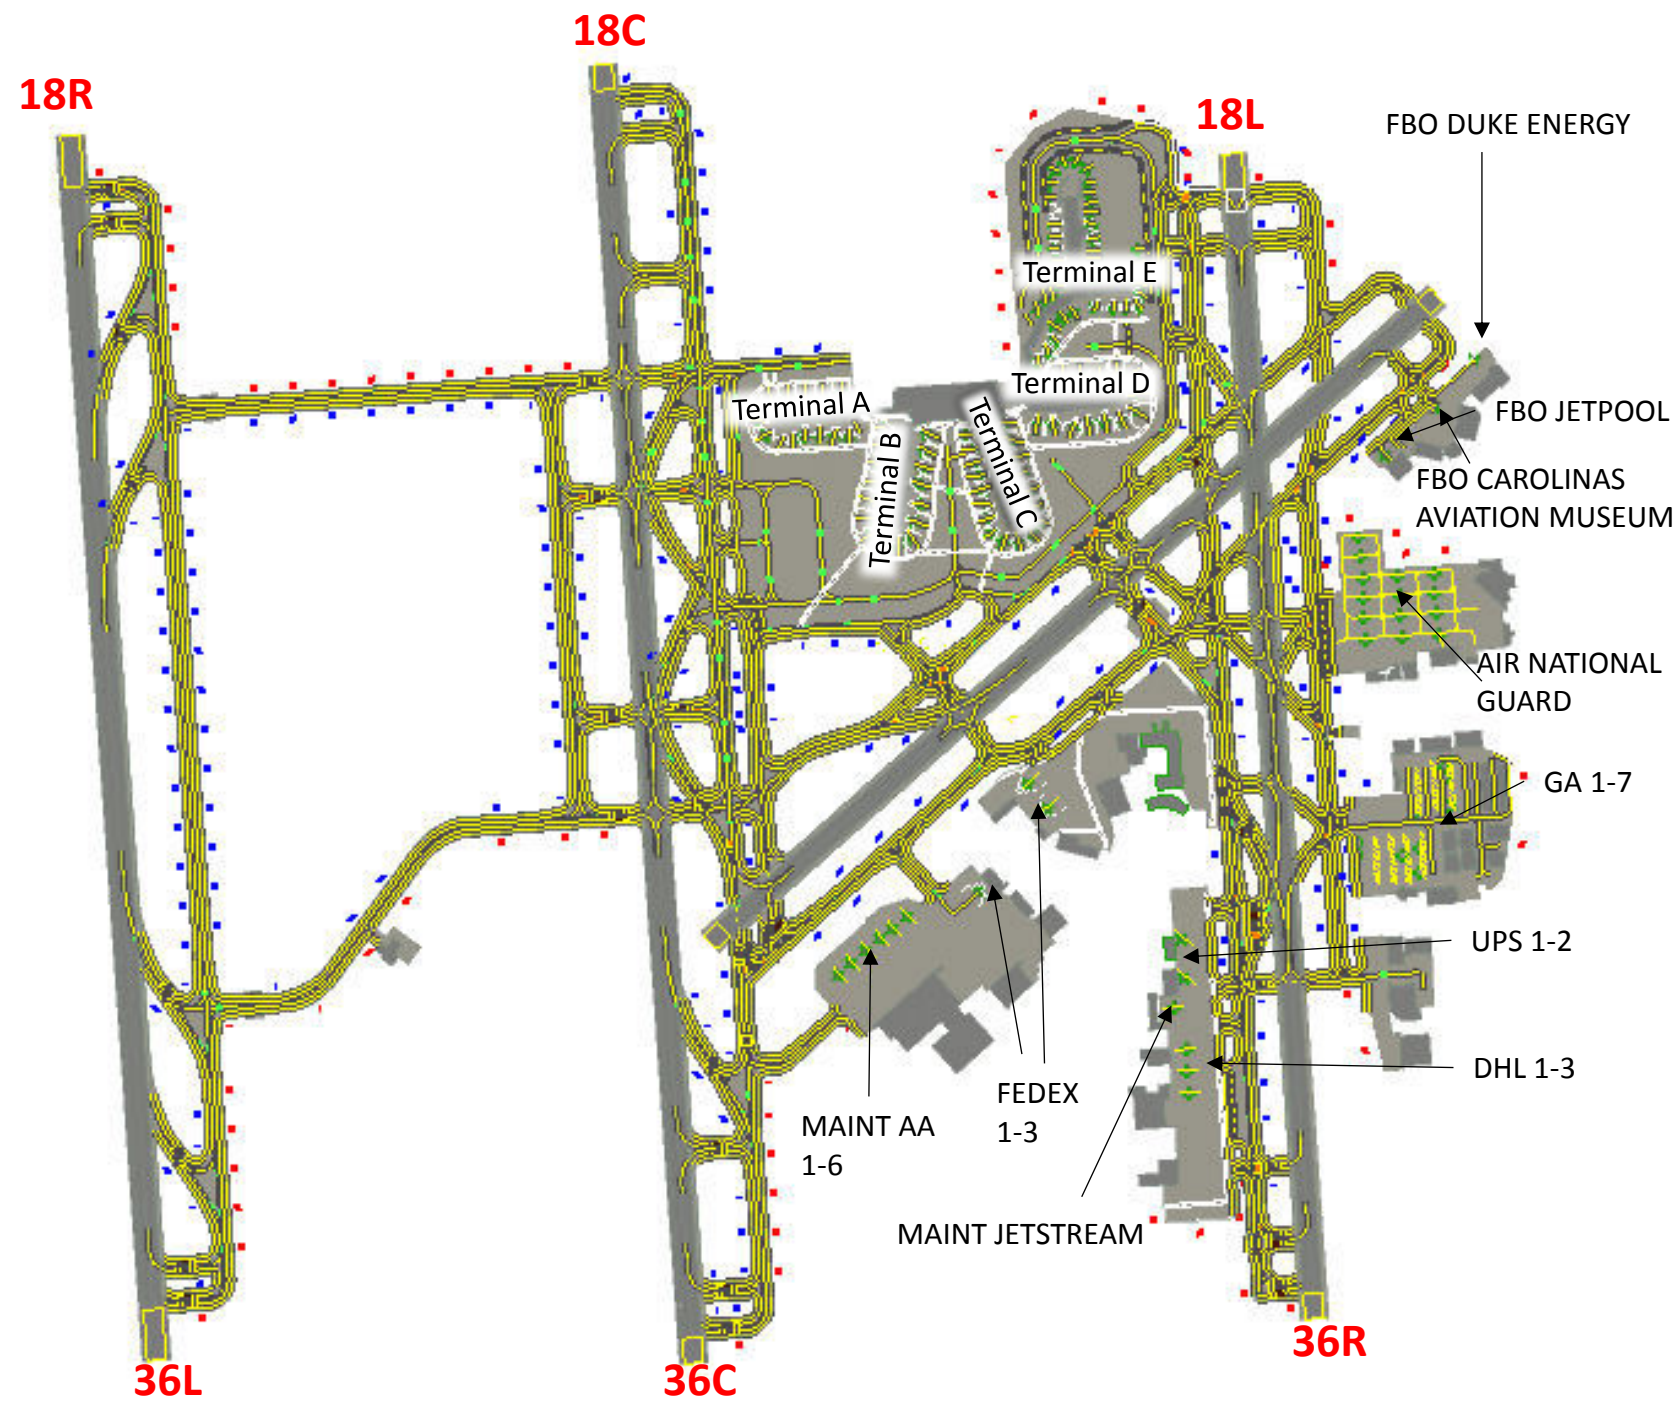 18C
18R
18L
FBO DUKE ENERGY
Terminal E
Terminal D
Terminal A
Terminal B
Terminal C
FBO JETPOOL
FBO CAROLINAS
AVIATION MUSEUM
AIR NATIONAL
GUARD
GA 1-7
UPS 1-2
DHL 1-3
FEDEX
1-3
MAINT AA
1-6
MAINT JETSTREAM
36R
36L
36C